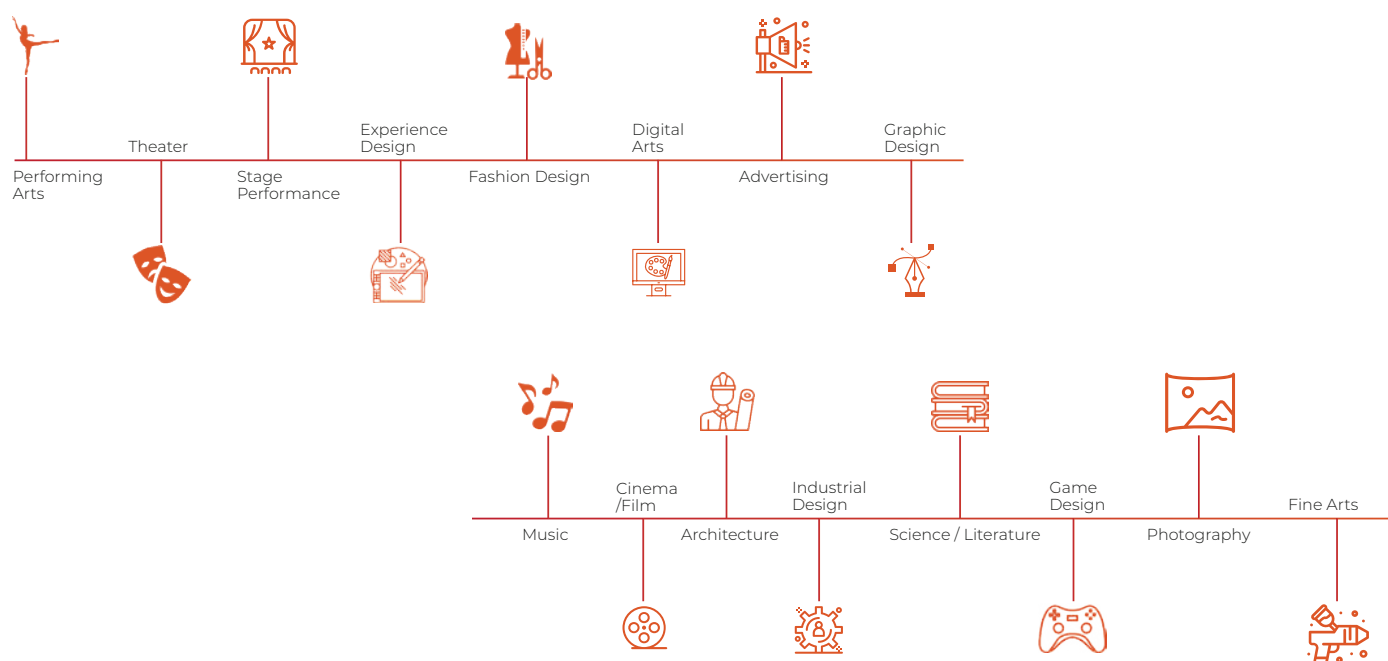 Performing
Arts
Theater
Stage
Performance
Experience
Design
Fashion Design
Digital
Arts
Advertising
Graphic
Design
Music
Cinema
/Film
Architecture
Industrial
Design
Science / Literature
Game
Design
Photography
Fine Arts